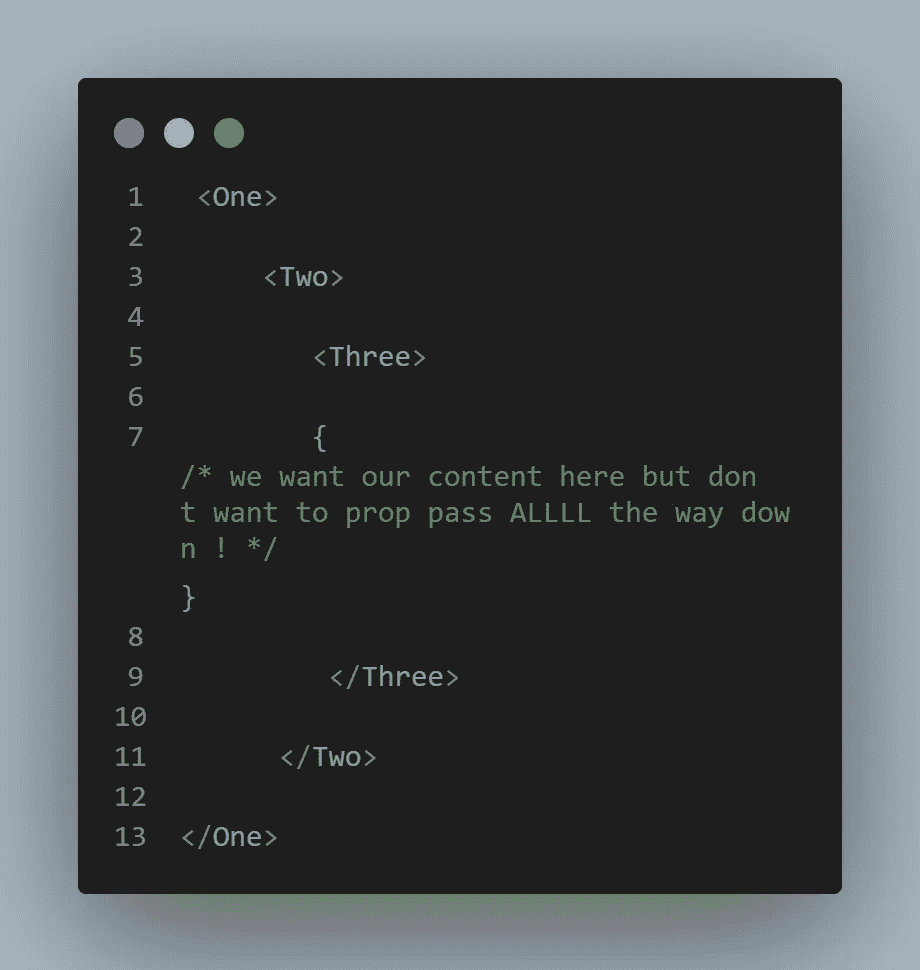 1 <One>
2
3 <Two>
4
5 <Three>
6
7 {
/* we want our content here but don
t want to prop pass ALLLL the way dow
n ! */
}
8
9 </Three>
10
11 </Two>
12
13 </One>